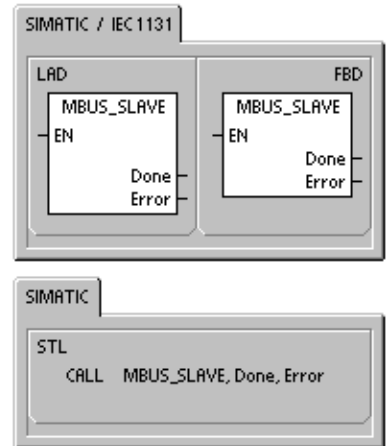 SIMATIC / IEC1131
LAD
FBD
MBUS_SLAVE
EN
Done
Error
MBUS_SLAVE
EN
Done
Error
SIMATIC
STL
CALL MBUS_SLAVE, Done, Error